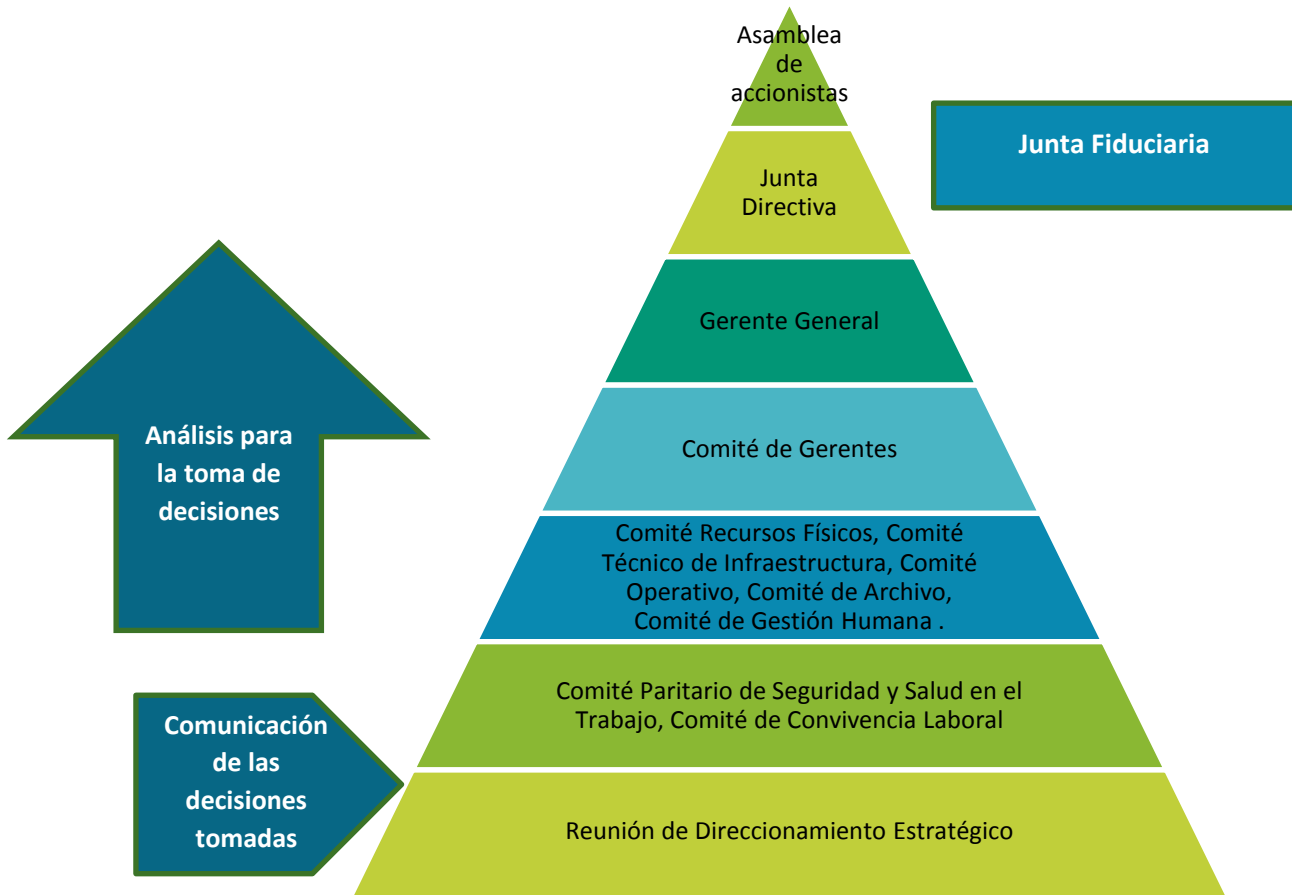 Asamblea
de
accionistas
Junta Fiduciaria
Junta
Directiva
Gerente General
Análisis para
la toma de
decisiones
Comité de Gerentes
Comité Recursos Físicos, Comité
Técnico de Infraestructura, Comité
Operativo, Comité de Archivo,
Comité de Gestión Humana .
Comité Paritario de Seguridad y Salud en el
Trabajo, Comité de Convivencia Laboral
Comunicación
de las
decisiones
tomadas
Reunión de Direccionamiento Estratégico